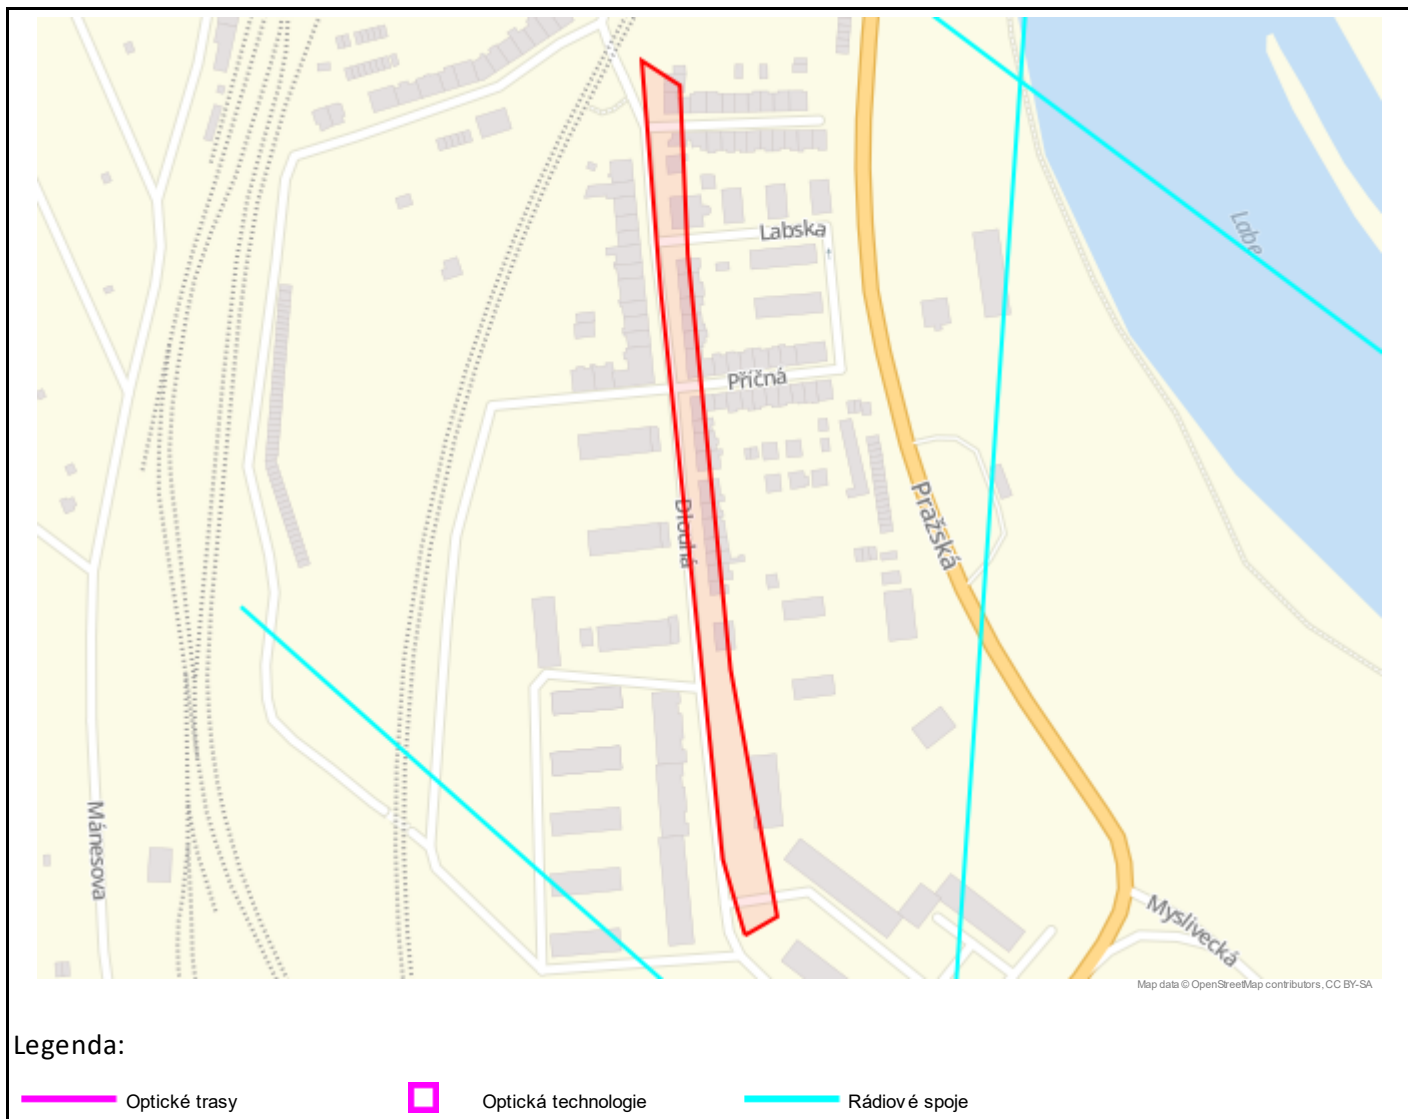 Labska
Labe
Příčná
Dlouhá
Pražská
Mánesova
Myslivecká
Map data © OpenStreetMap contributors, CC BY-SA
Legenda:
Optické trasy Optická technologie Rádiové spoje